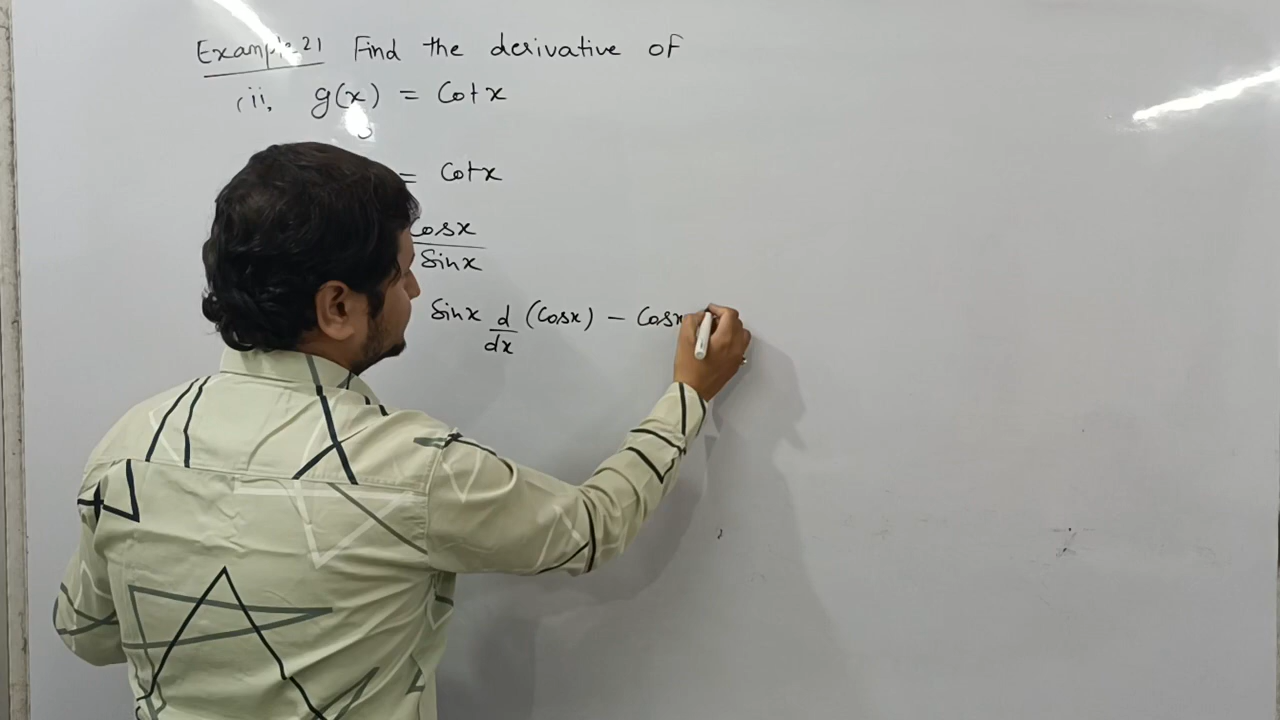 Example 21 Find the derivative of
(ii, g(x) = Cotx
= Cotx
Cosx
Sinx
Sinx d (Cosx) - Cosx
dx